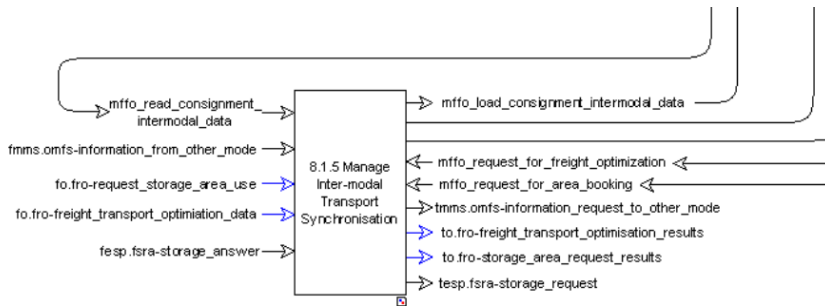 mffo_read_consignment_
intermodal_data
fmms.omfs-information_from_other_mode
fo.fro-request_storage_area_use
fo.fro-freight_transport_optimiation_data
fesp.fsra-storage_answer
8.1.5 Manage
Inter-modal
Transport
Synchronisation
mffo_load_consignment_intermodal_data
mffo_request_for_freight_optimization
mffo_request_for_area_booking
tmms.omfs-information_request_to_other_mode
to.fro-freight_transport_optimisation_results
to.fro-storage_area_request_results
tesp.fsra-storage_request